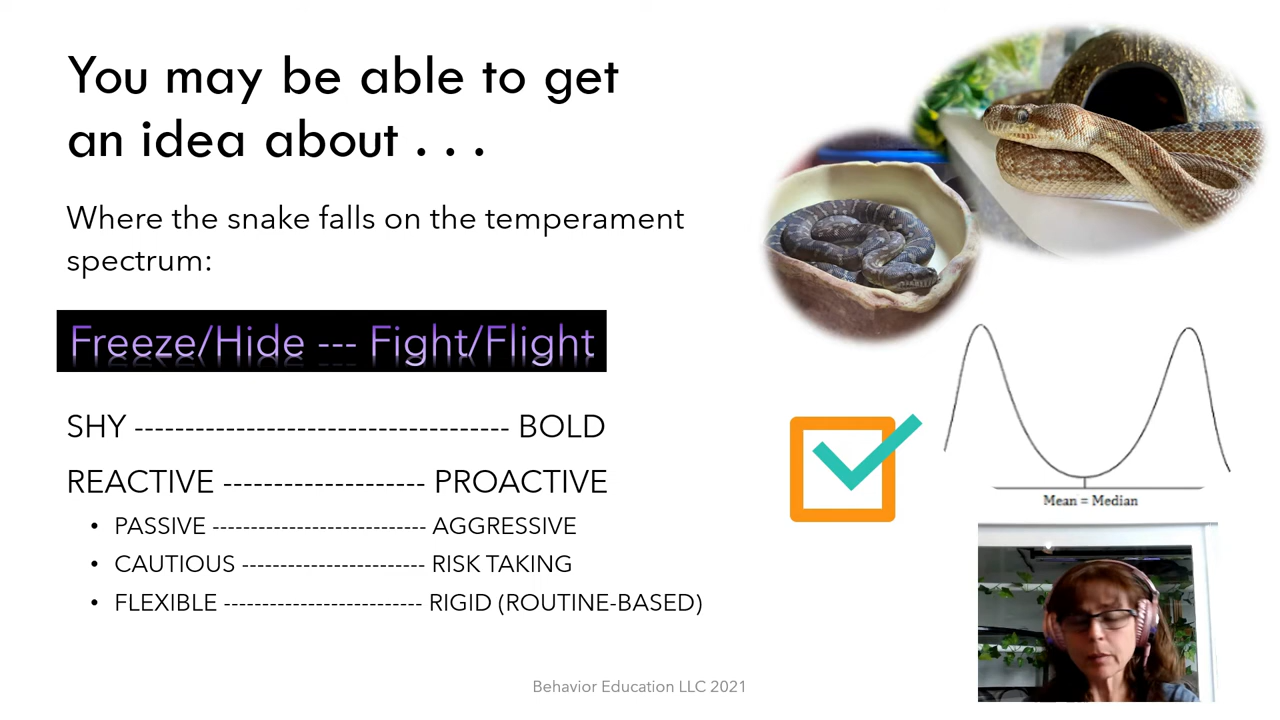 You may be able to get
an idea about . . .
Where the snake falls on the temperament
spectrum:
Freeze/Hide --- Fight/Flight
SHY ------------------------------------- BOLD
REACTIVE -------------------- PROACTIVE
• PASSIVE ---------------------------- AGGRESSIVE
• CAUTIOUS ------------------------ RISK TAKING
• FLEXIBLE -------------------------- RIGID (ROUTINE-BASED)
Mean = Median
Behavior Education LLC 2021